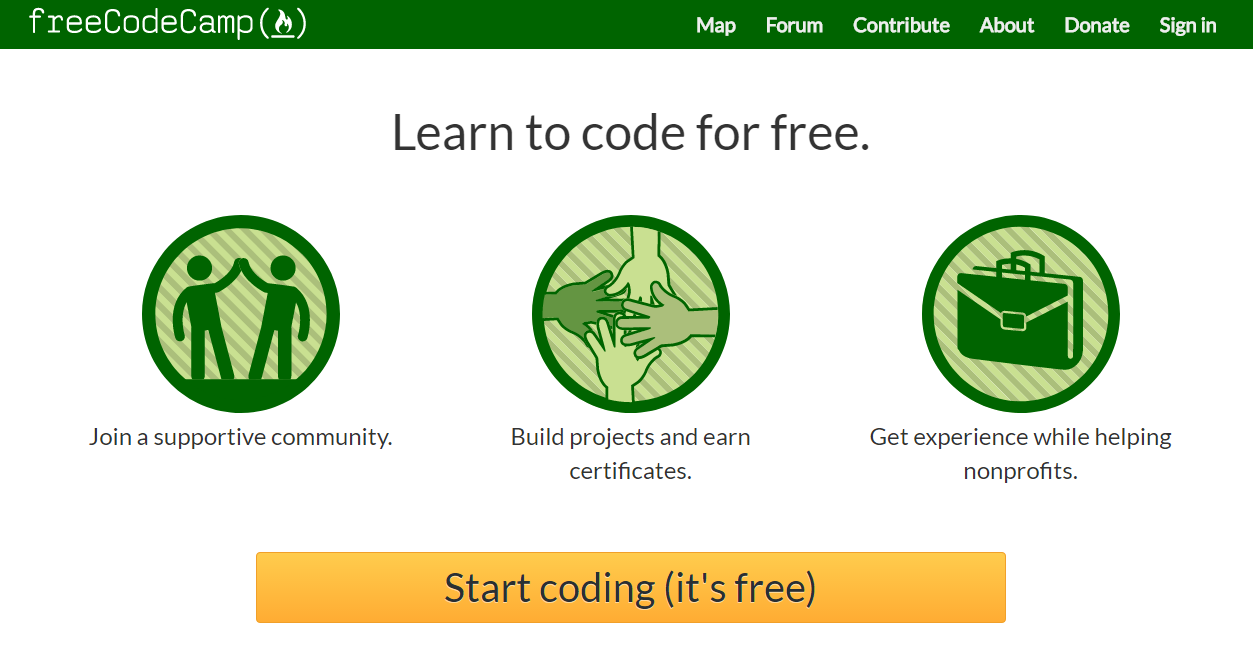 freeCodeCamp
Map Forum Contribute About Donate Sign in
Learn to code for free.
Join a supportive community.
Build projects and earn
certificates.
Get experience while helping
nonprofits.
Start coding (it's free)